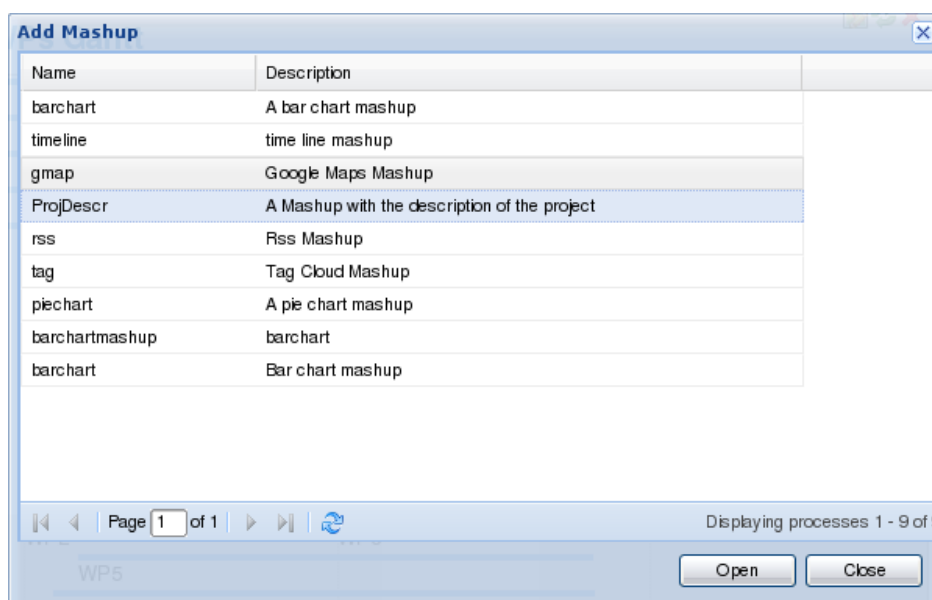 Add Mashup
Name Description
barchart A bar chart mashup
timeline time line mashup
gmap Google Maps Mashup
ProjDescr A Mashup with the description of the project
rss Rss Mashup
tag Tag Cloud Mashup
piechart A pie chart mashup
barchartmashup barchart
barchart Bar chart mashup
Page 1 of 1 Displaying processes 1 - 9 of
WP5
Open Close